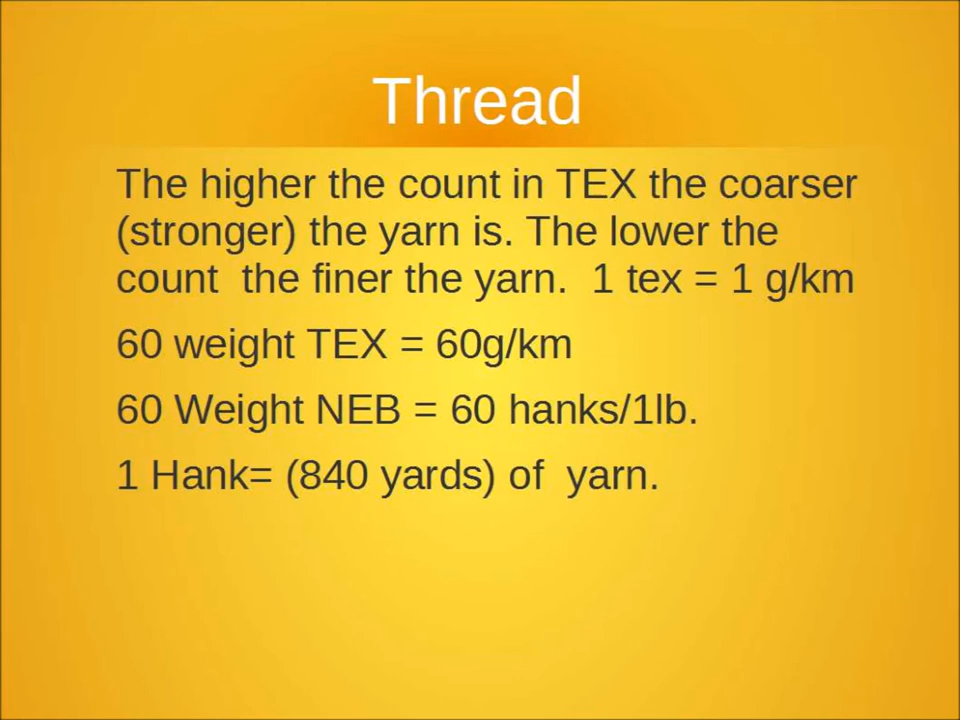 Thread
The higher the count in TEX the coarser
(stronger) the yarn is. The lower the
count  the finer the yarn.  1 tex = 1 g/km
60 weight TEX = 60g/km
60 Weight NEB = 60 hanks/1lb.
1 Hank= (840 yards) of  yarn.